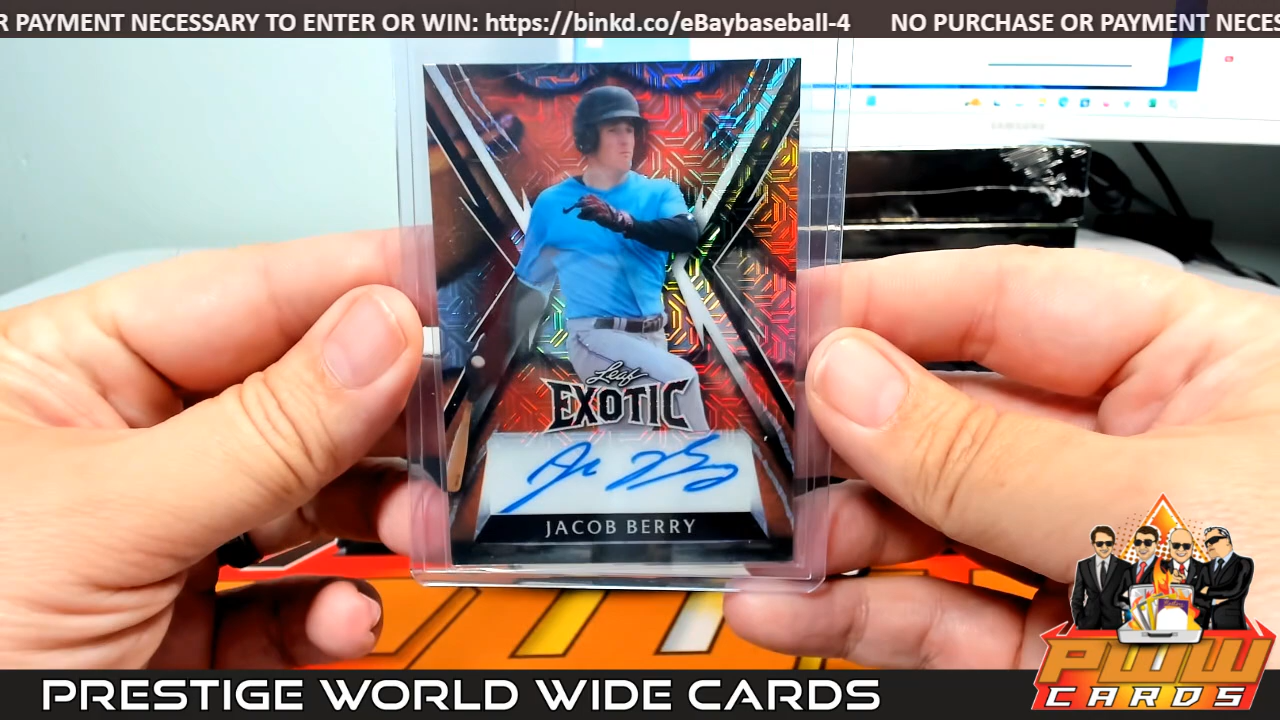 R PAYMENT NECESSARY TO ENTER OR WIN: https://binkd.co/eBaybaseball-4 NO PURCHASE OR PAYMENT NECES
SAMSUNG
Leaf
EXOTIC
JACOB BERRY
PWW
CARDS
PRESTIGE WORLD WIDE CARDS